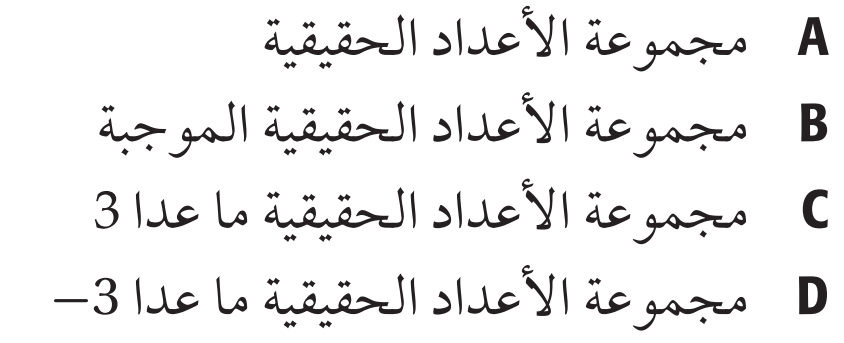 A مجموعة الأعداد الحقيقية
B مجموعة الأعداد الحقيقية الموجبة
C مجموعة الأعداد الحقيقية ما عدا 3
D مجموعة الأعداد الحقيقية ما عدا 3−